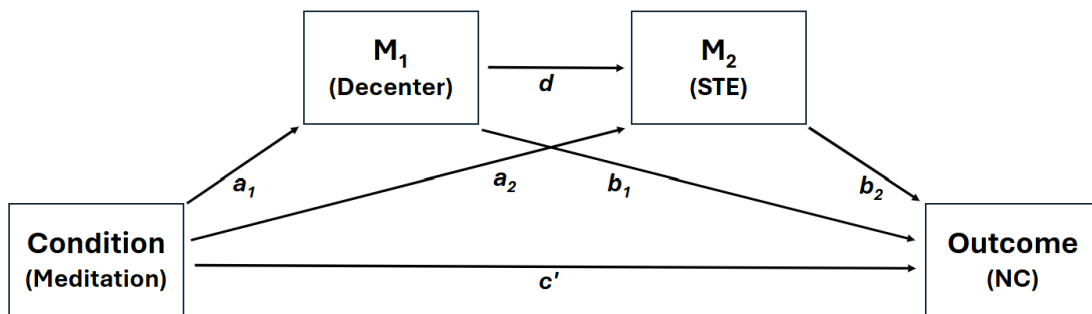 M₁
(Decenter)
d
M₂
(STE)
a₁
a₂
b₁
b₂
Condition
(Meditation)
c'
Outcome
(NC)